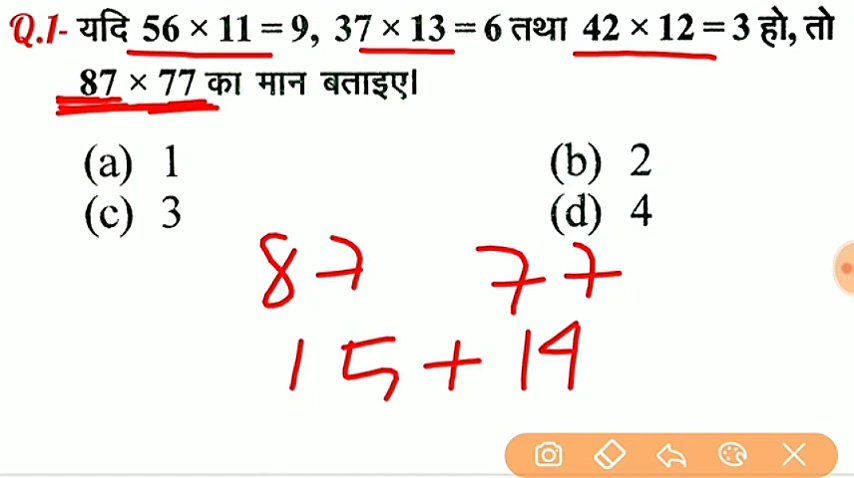 Q.1- यदि 56 × 11 = 9, 37 × 13 = 6 तथा 42 × 12 = 3 हो, तो
87 × 77 का मान बताइए।
(a) 1 (b) 2
(c) 3 (d) 4
87 77
15 + 14